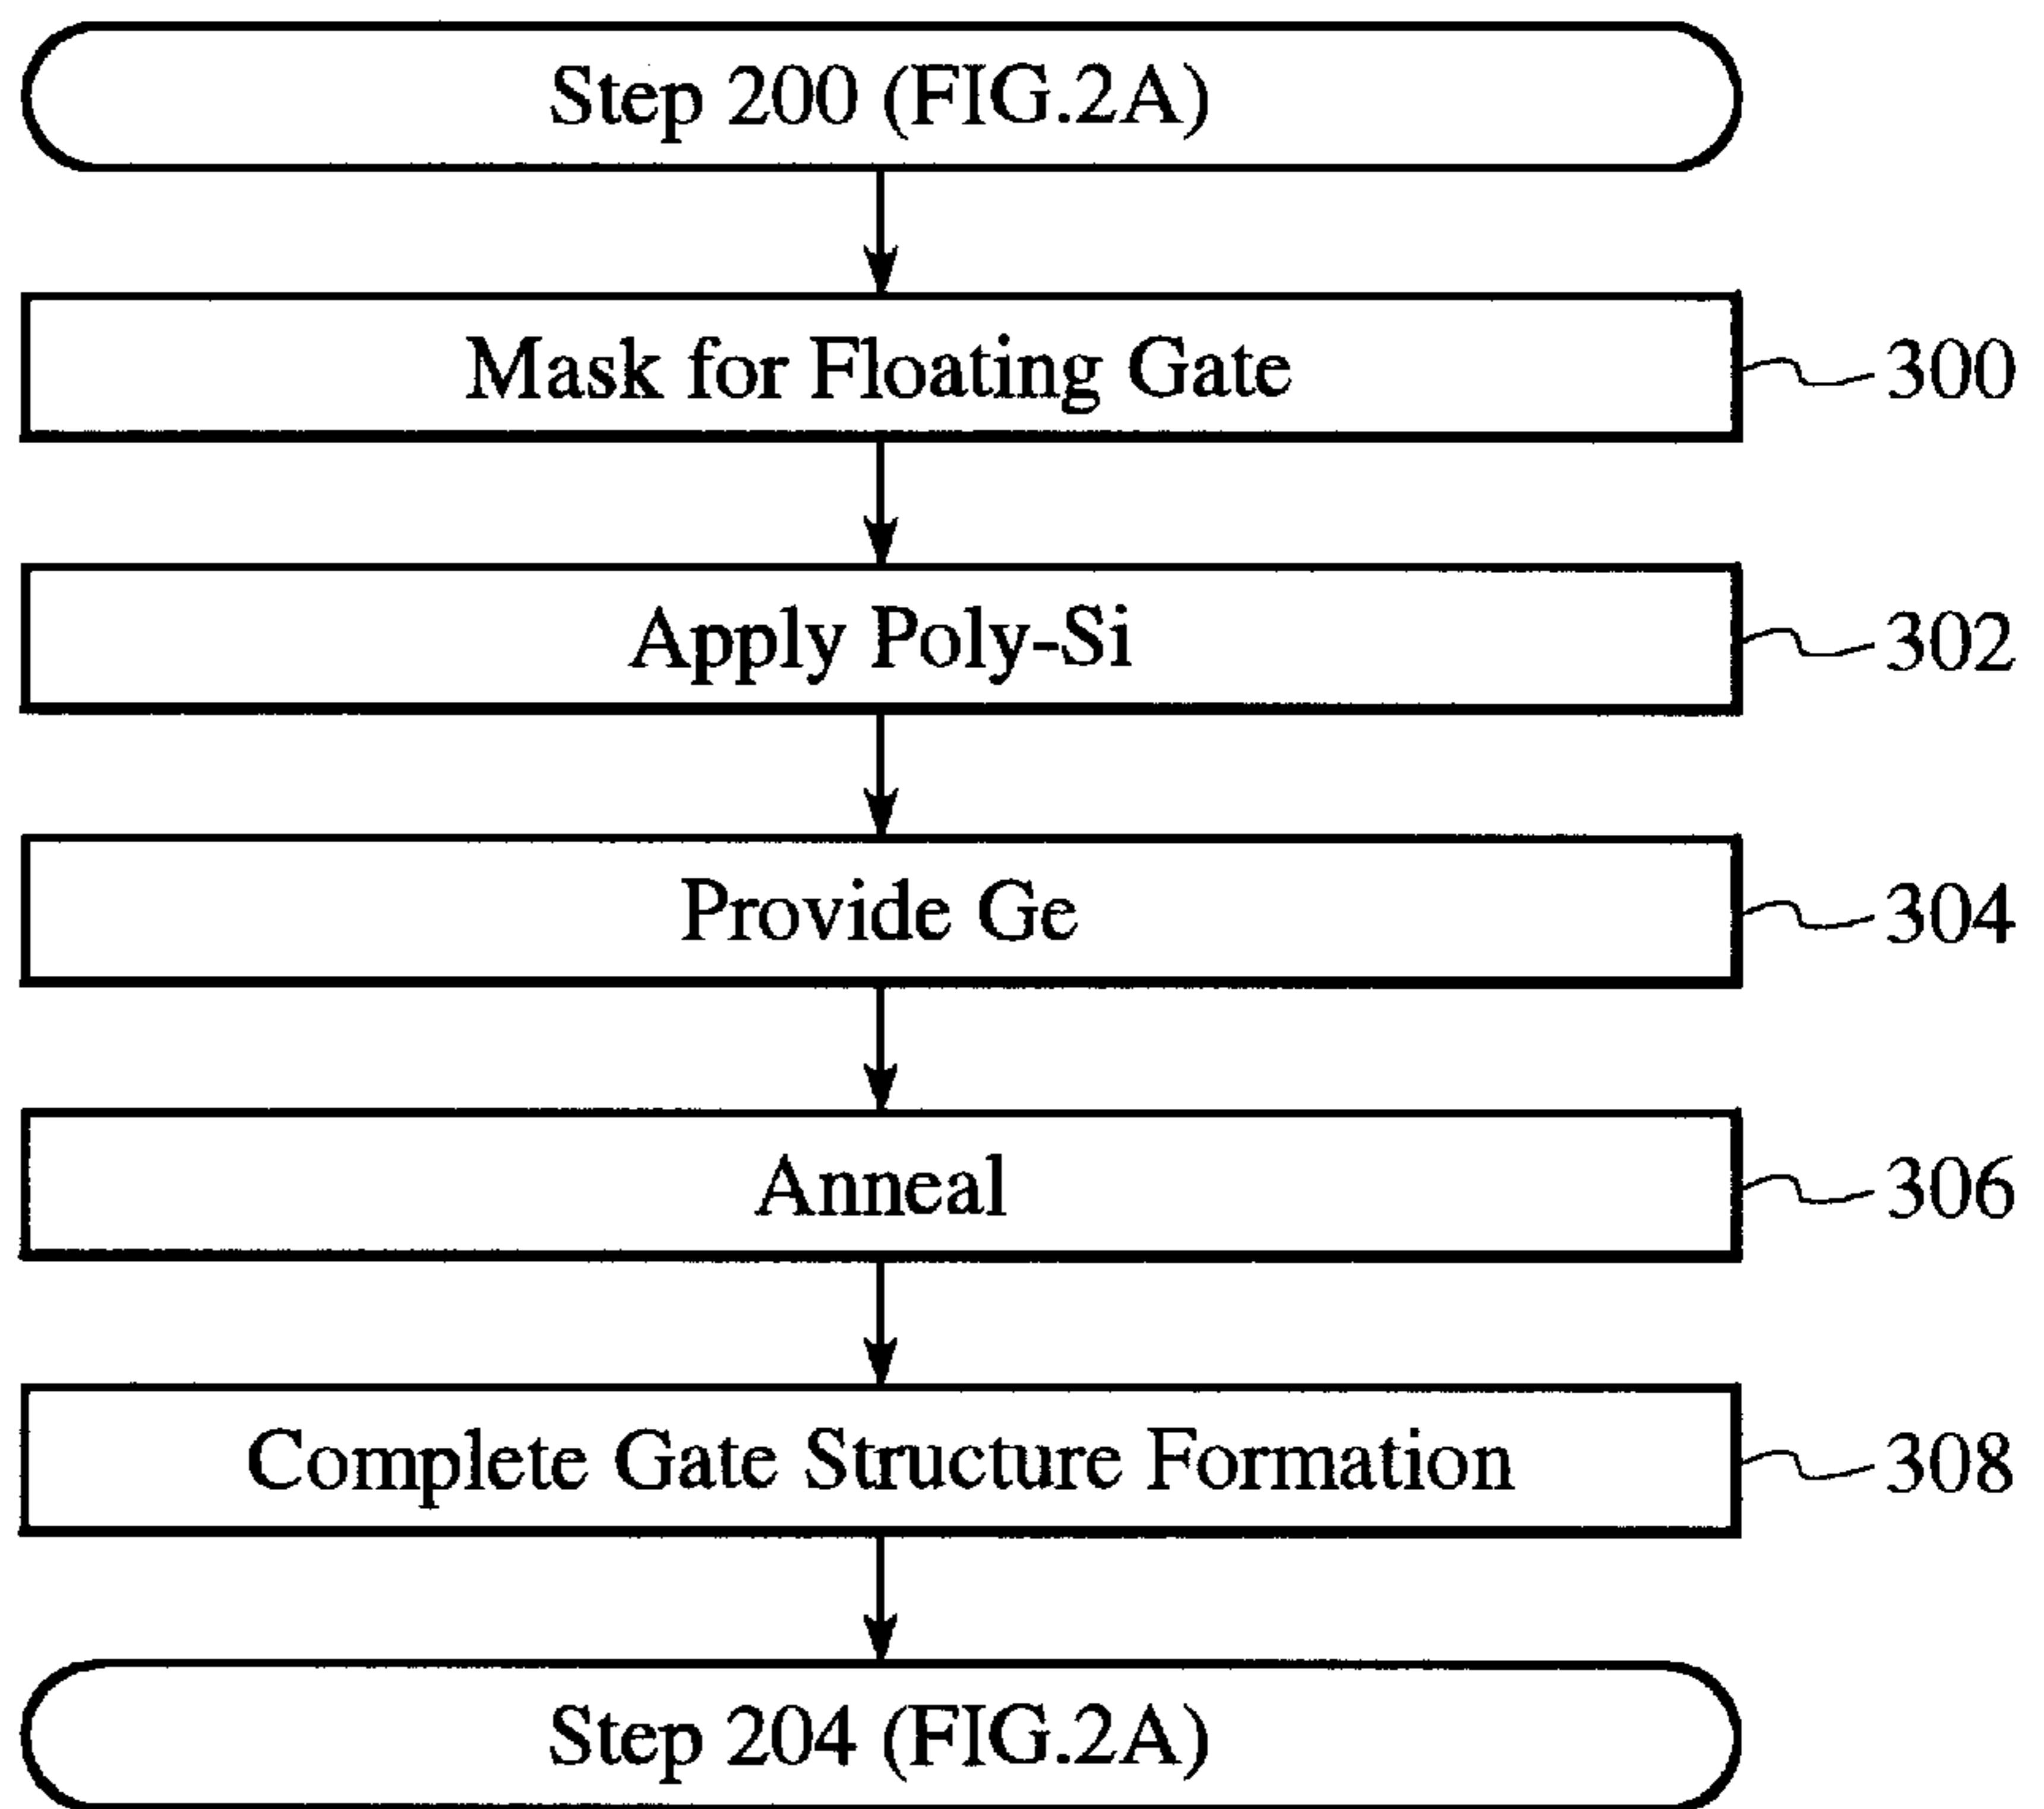 Step 200 (FIG.2A)
Mask for Floating Gate
300
Apply Poly-Si
302
Provide Ge
304
Anneal
306
Complete Gate Structure Formation
308
Step 204 (FIG.2A)